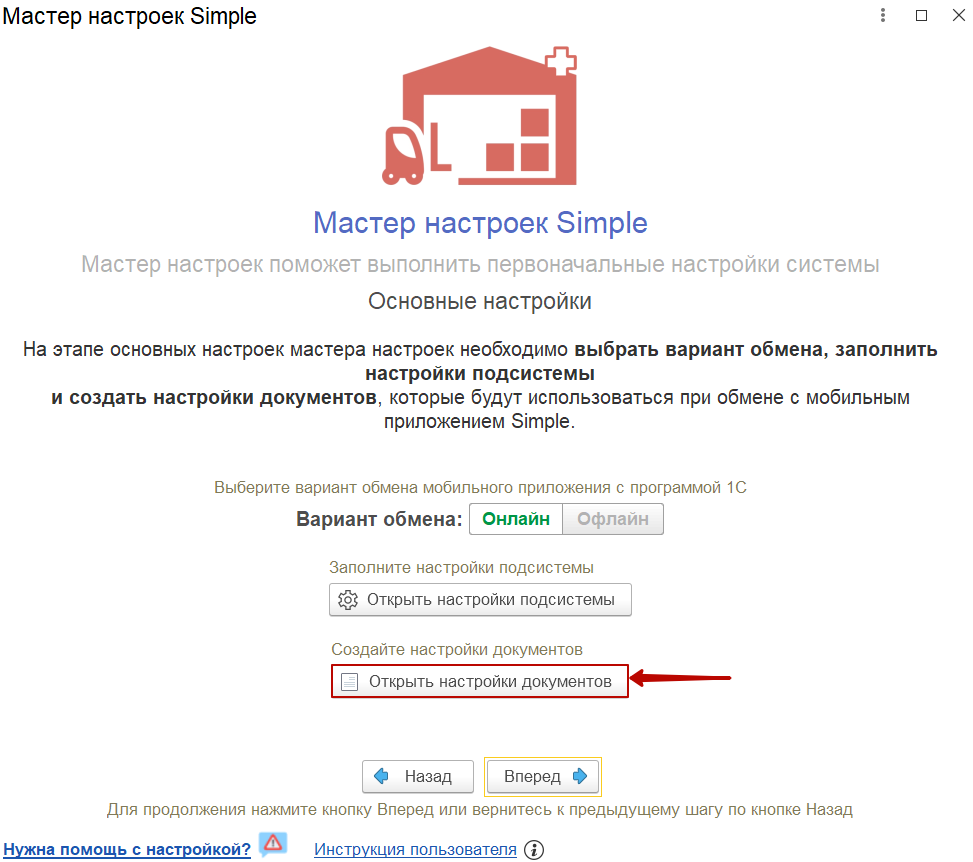 Мастер настроек Simple
Мастер настроек Simple
Мастер настроек поможет выполнить первоначальные настройки системы
Основные настройки
На этапе основных настроек мастера настроек необходимо выбрать вариант обмена, заполнить
настройки подсистемы
и создать настройки документов, которые будут использоваться при обмене с мобильным
приложением Simple.
Выберите вариант обмена мобильного приложения с программой 1С
Вариант обмена: Онлайн Офлайн
Заполните настройки подсистемы
Открыть настройки подсистемы
Создайте настройки документов
Открыть настройки документов
Назад Вперед
Для продолжения нажмите кнопку Вперед или вернитесь к предыдущему шагу по кнопке Назад
Нужна помощь с настройкой? Инструкция пользователя